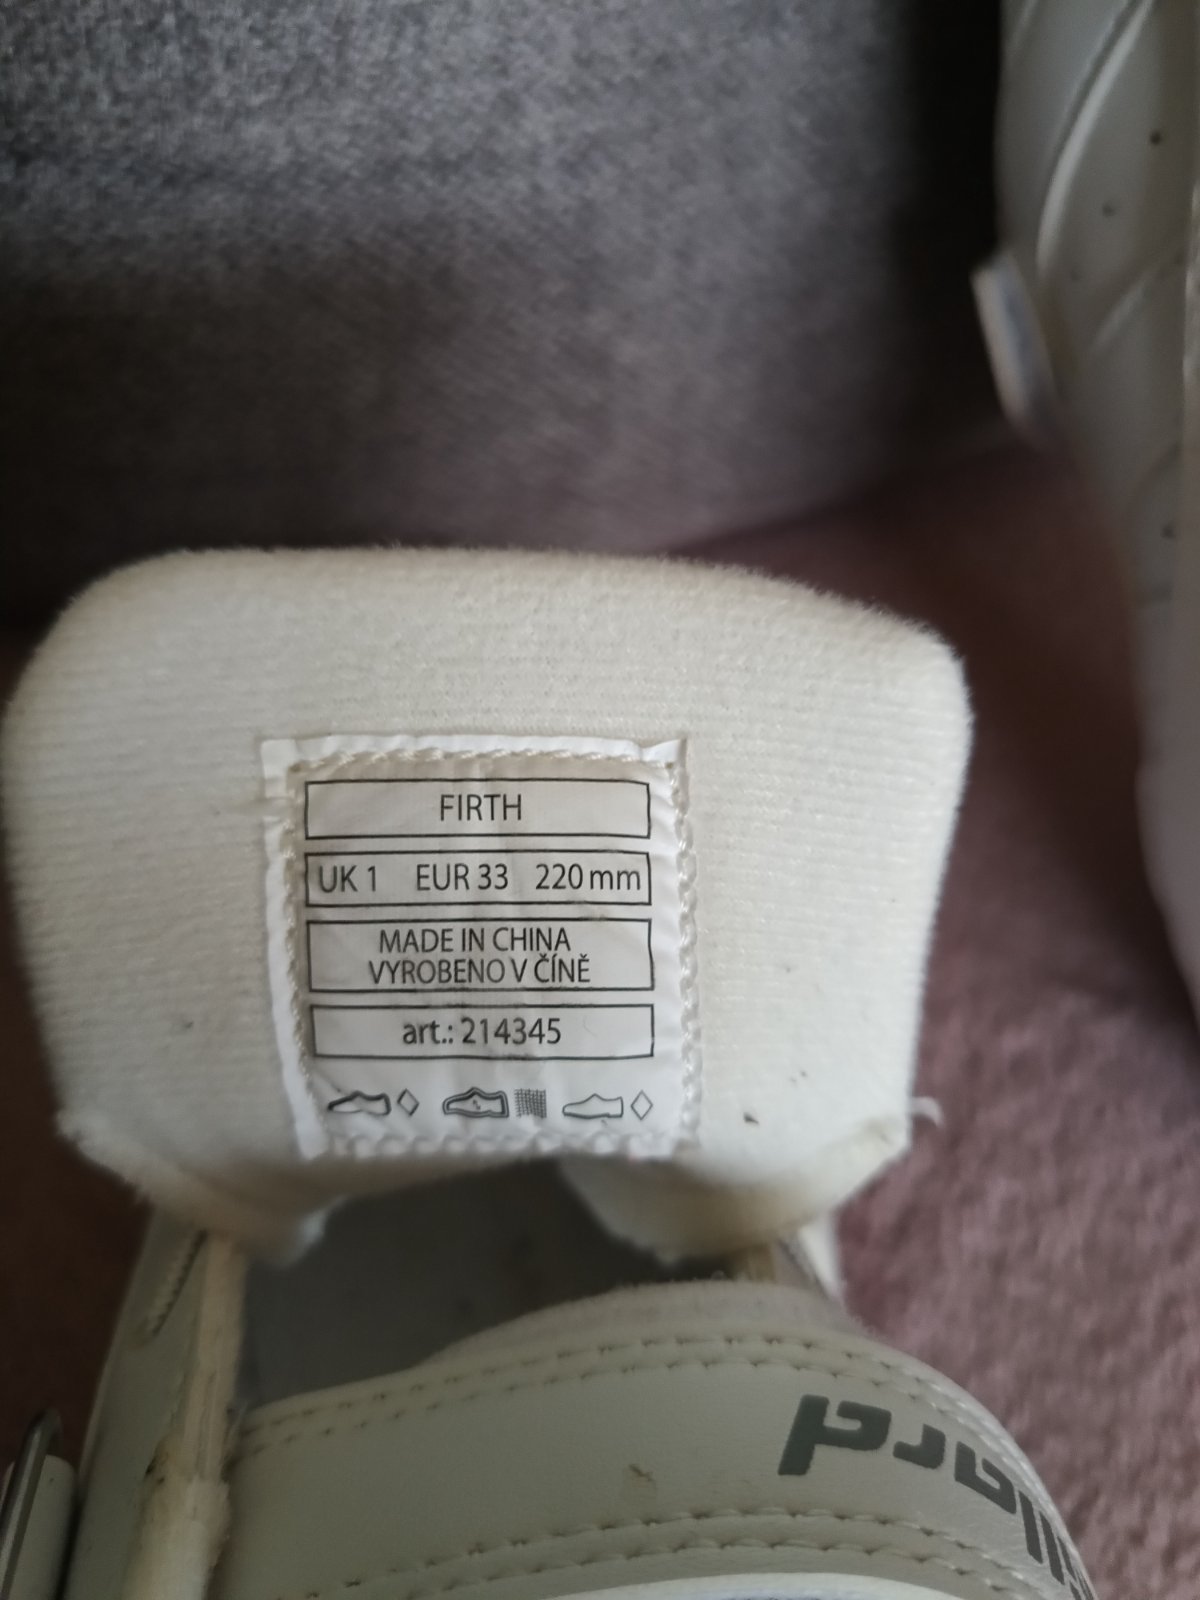 FIRTH
UK 1 EUR 33 220 mm
MADE IN CHINA
VYROBENO V ČÍNĚ
art.: 214345